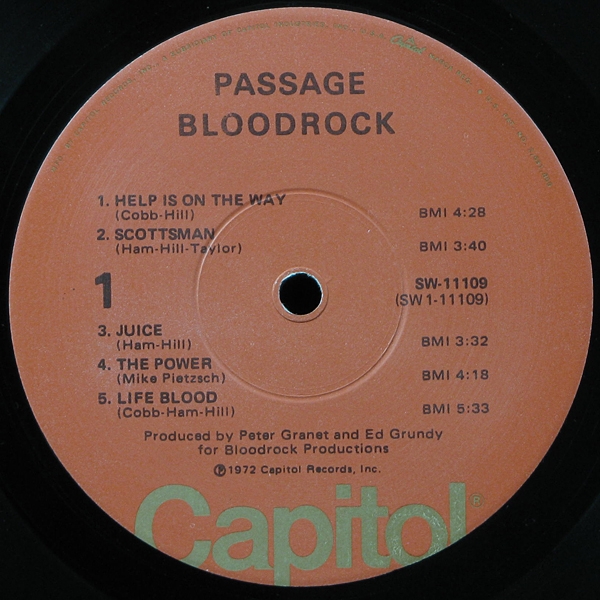 PASSAGE
BLOODROCK
1. HELP IS ON THE WAY
(Cobb-Hill) BMI 4:28
2. SCOTTSMAN
(Ham-Hill-Taylor) BMI 3:40
1 SW-11109
(SW 1-11109)
3. JUICE
(Ham-Hill) BMI 3:32
4. THE POWER
(Mike Pietzsch) BMI 4:18
5. LIFE BLOOD
(Cobb-Ham-Hill) BMI 5:33
Produced by Peter Granet and Ed Grundy
for Bloodrock Productions
℗1972 Capitol Records, Inc.
Capitol®